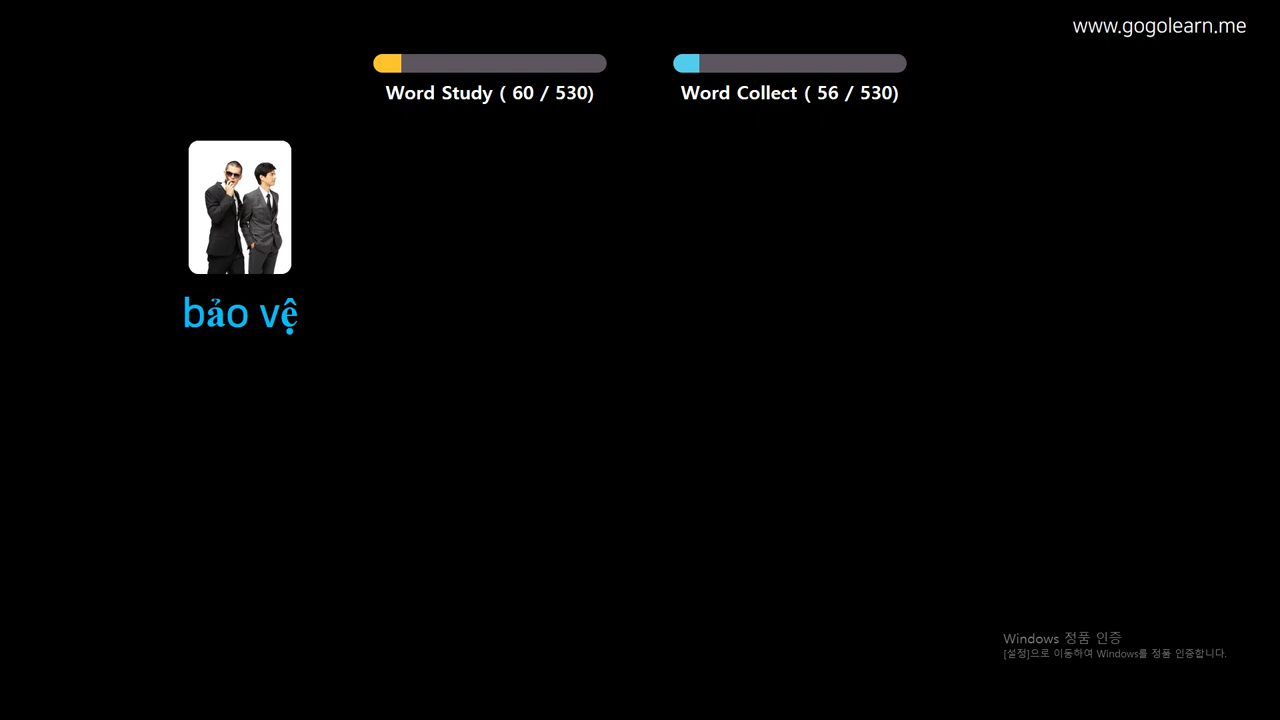 www.gogolearn.me
Word Study ( 60 / 530)
Word Collect ( 56 / 530)
bảo vệ
Windows 정품 인증
[설정]으로 이동하여 Windows를 정품 인증합니다.